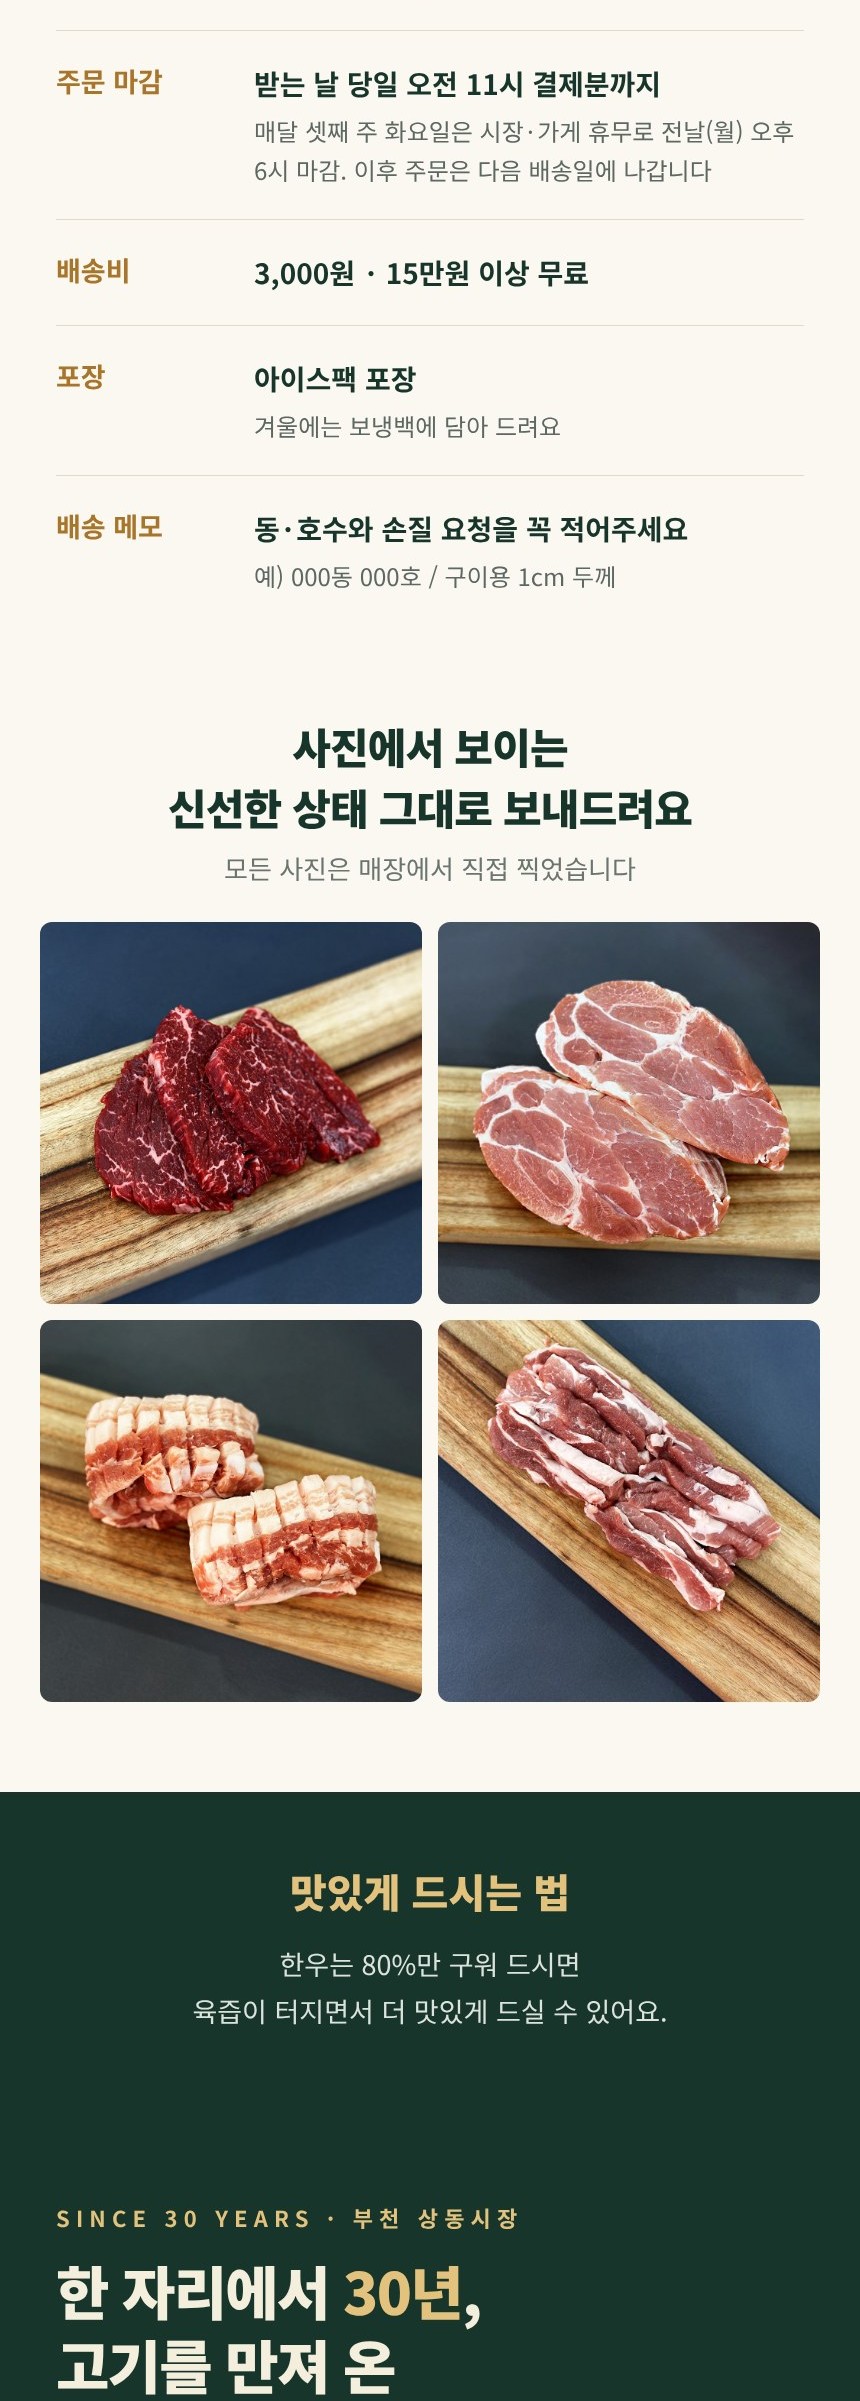 주문 마감
받는 날 당일 오전 11시 결제분까지
매달 셋째 주 화요일은 시장·가게 휴무로 전날(월) 오후
6시 마감. 이후 주문은 다음 배송일에 나갑니다
배송비
3,000원 · 15만원 이상 무료
포장
아이스팩 포장
겨울에는 보냉백에 담아 드려요
배송 메모
동·호수와 손질 요청을 꼭 적어주세요
예) 000동 000호 / 구이용 1cm 두께
사진에서 보이는
신선한 상태 그대로 보내드려요
모든 사진은 매장에서 직접 찍었습니다
맛있게 드시는 법
한우는 80%만 구워 드시면
육즙이 터지면서 더 맛있게 드실 수 있어요.
SINCE 30 YEARS · 부천 상동시장
한 자리에서 30년,
고기를 만져 온